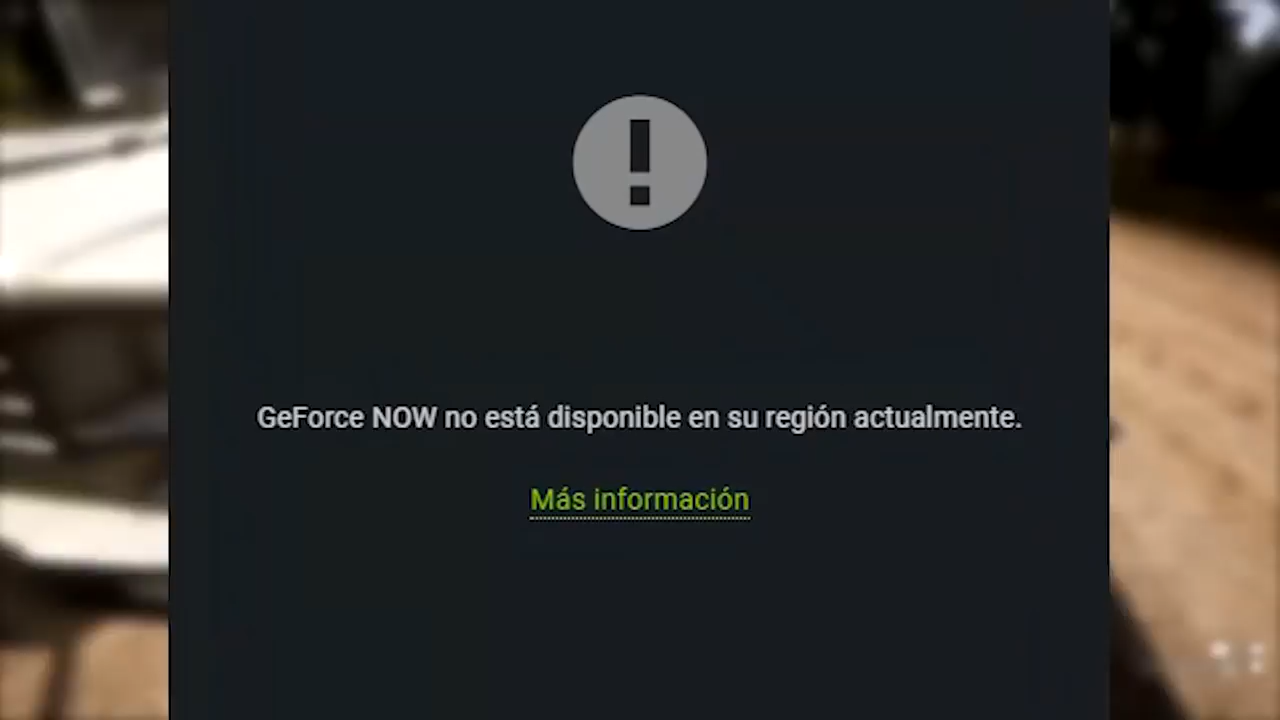 GeForce NOW no está disponible en su región actualmente.
Más información